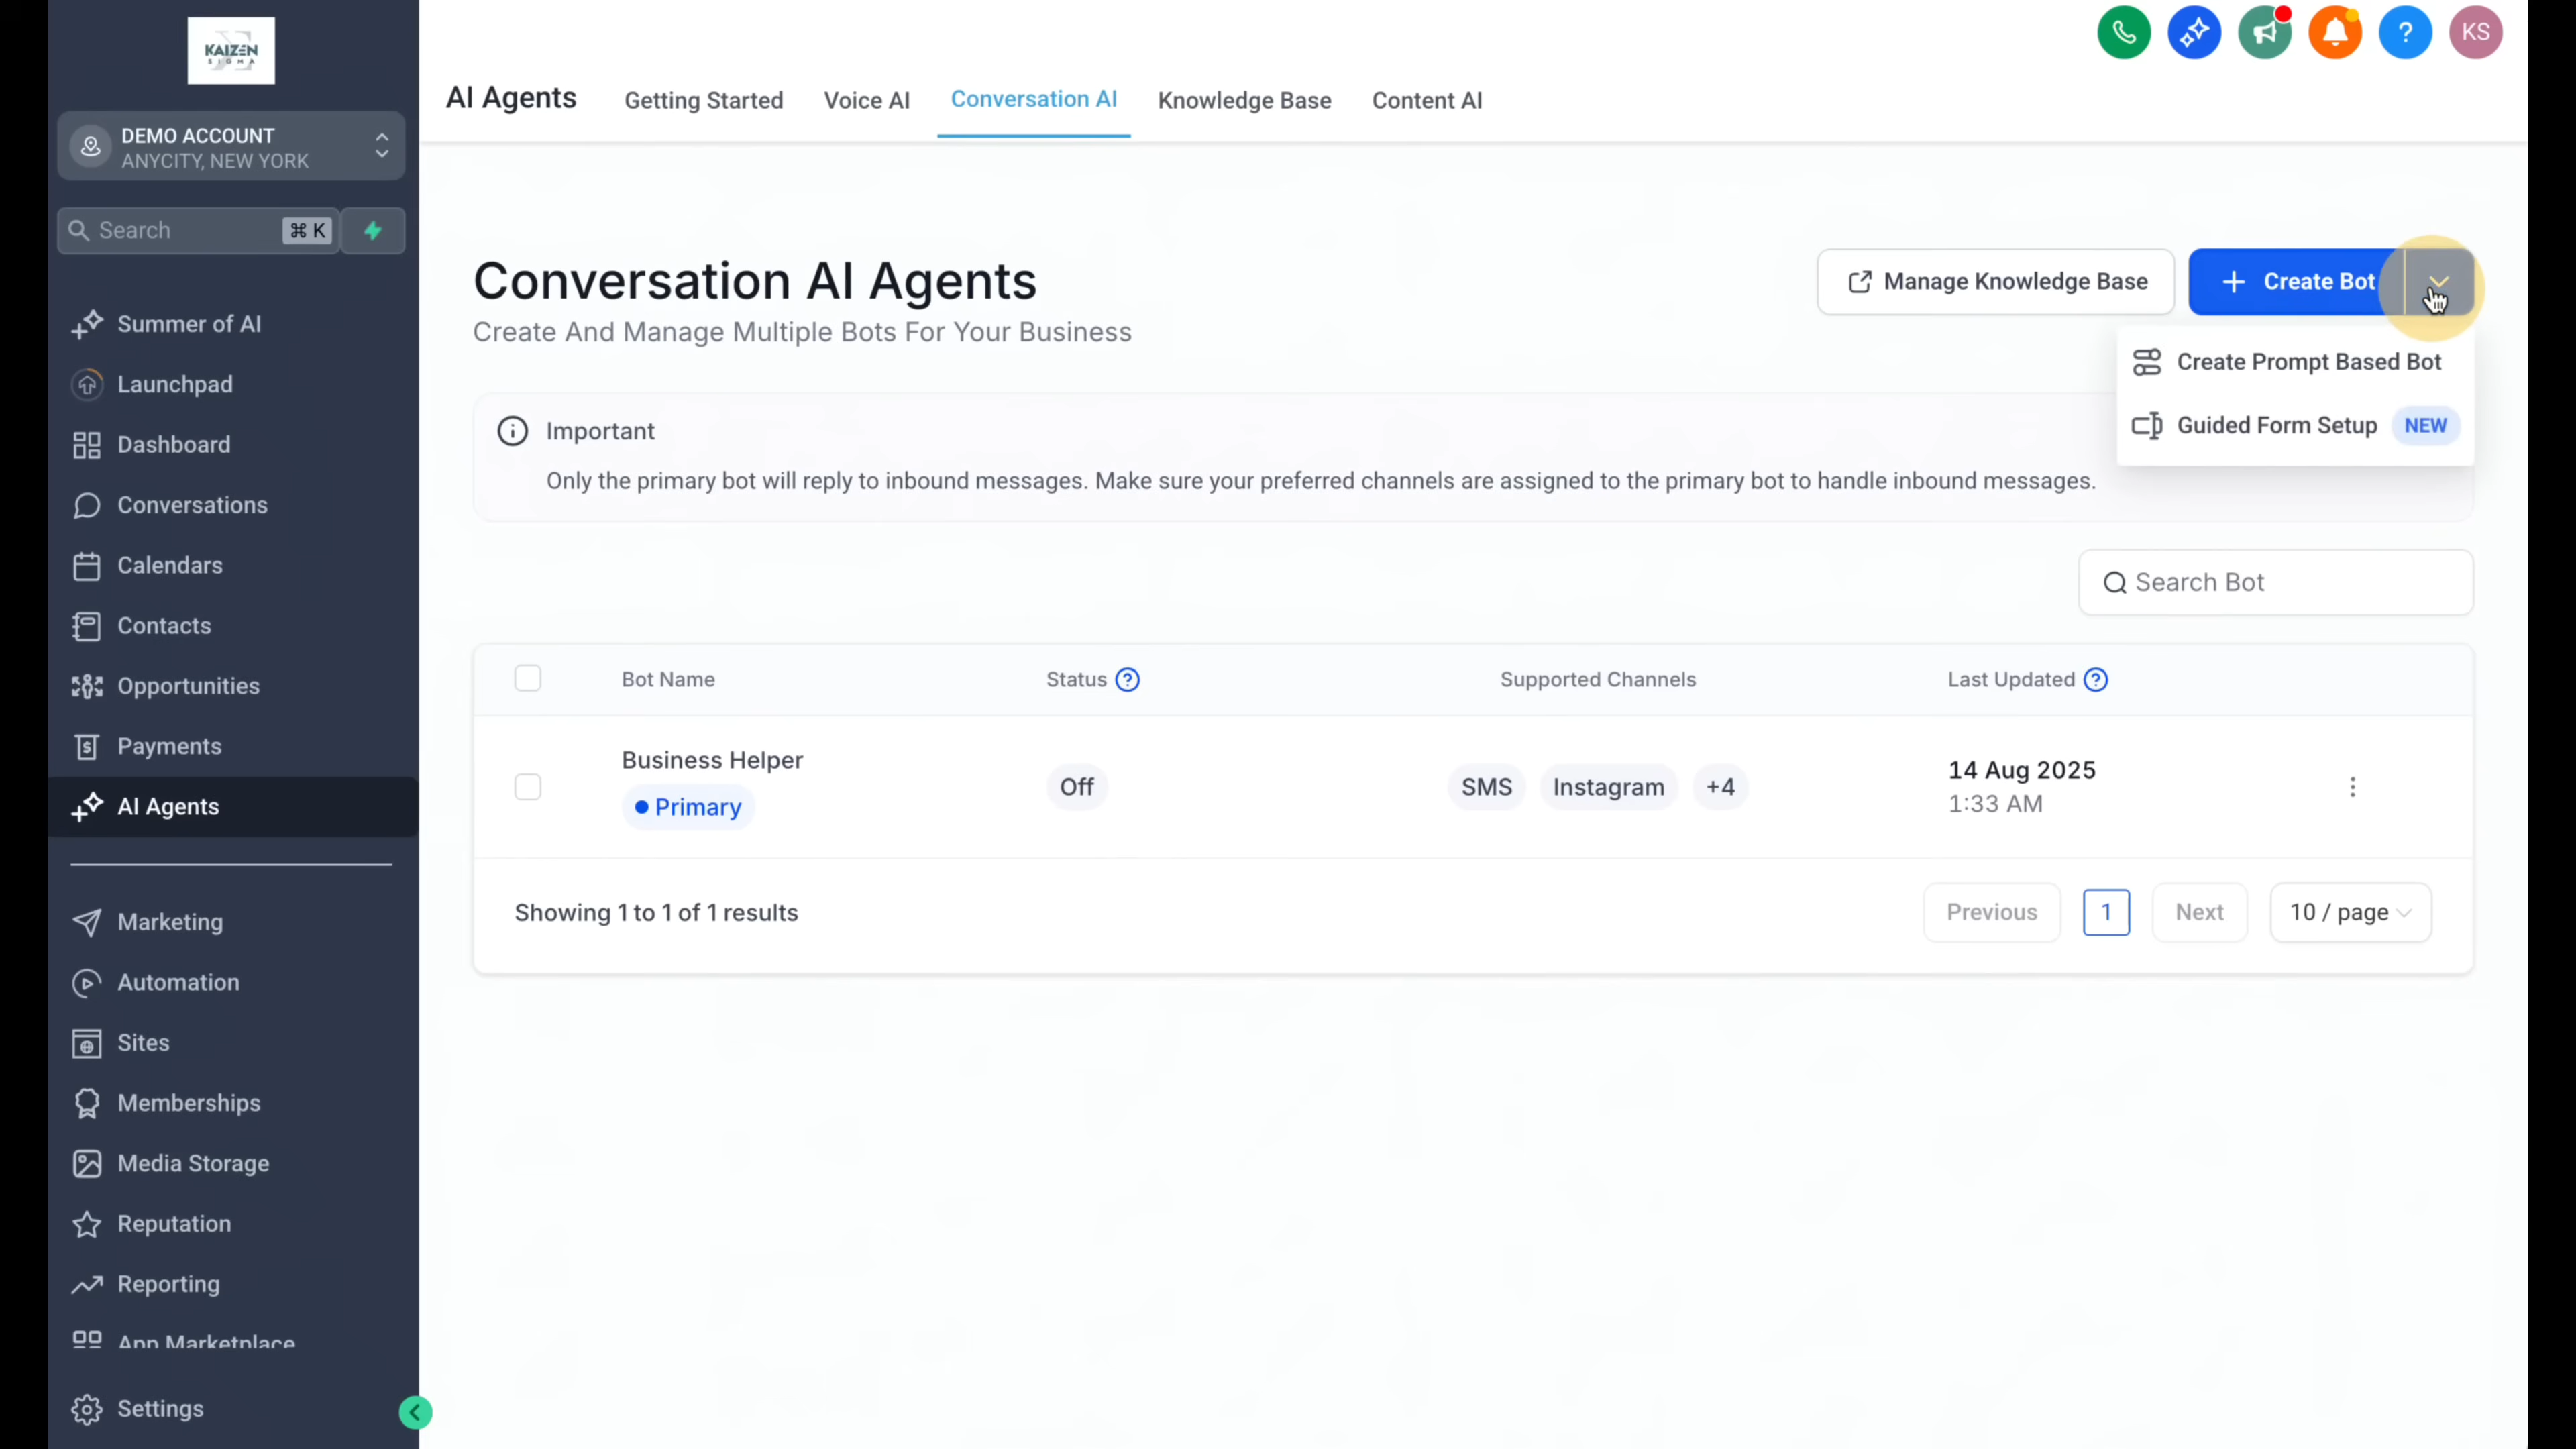 KAIZEN
SIGMA
DEMO ACCOUNT
ANYCITY, NEW YORK
Search
⌘ K
Summer of AI
Launchpad
Dashboard
Conversations
Calendars
Contacts
Opportunities
Payments
AI Agents
Marketing
Automation
Sites
Memberships
Media Storage
Reputation
Reporting
App Marketplace
Settings
KS
AI Agents
Getting Started
Voice AI
Conversation AI
Knowledge Base
Content AI
Conversation AI Agents
Create And Manage Multiple Bots For Your Business
Manage Knowledge Base
+ Create Bot
Create Prompt Based Bot
Guided Form Setup NEW
Important
Only the primary bot will reply to inbound messages. Make sure your preferred channels are assigned to the primary bot to handle inbound messages.
Search Bot
Bot Name
Status
Supported Channels
Last Updated
Business Helper
Primary
Off
SMS
Instagram
+4
14 Aug 2025
1:33 AM
Showing 1 to 1 of 1 results
Previous
1
Next
10 / page